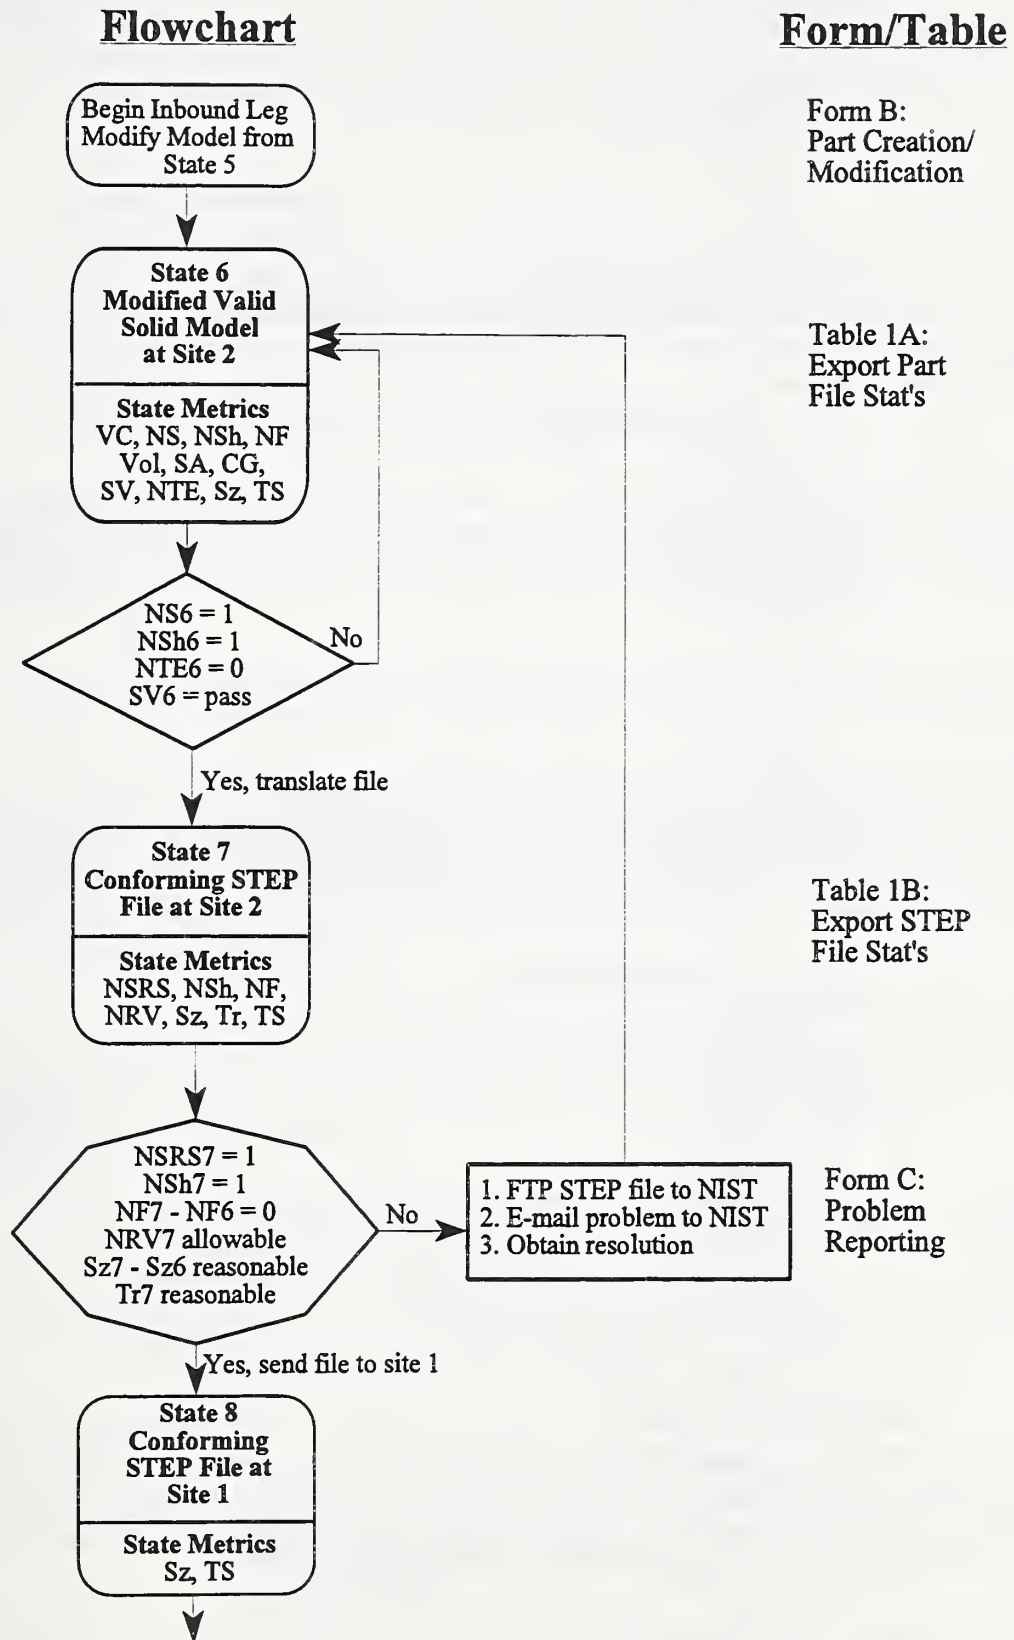 Flowchart
Form/Table
Begin Inbound Leg
Modify Model from
State 5
Form B:
Part Creation/
Modification
State 6
Modified Valid
Solid Model
at Site 2
State Metrics
VC, NS, NSh, NF
Vol, SA, CG,
SV, NTE, Sz, TS
Table 1A:
Export Part
File Stat's
NS6 = 1
NSh6 = 1
NTE6 = 0
SV6 = pass
No
Yes, translate file
State 7
Conforming STEP
File at Site 2
State Metrics
NSRS, NSh, NF,
NRV, Sz, Tr, TS
Table 1B:
Export STEP
File Stat's
NSRS7 = 1
NSh7 = 1
NF7 - NF6 = 0
NRV7 allowable
Sz7 - Sz6 reasonable
Tr7 reasonable
No
1. FTP STEP file to NIST
2. E-mail problem to NIST
3. Obtain resolution
Form C:
Problem
Reporting
Yes, send file to site 1
State 8
Conforming
STEP File at
Site 1
State Metrics
Sz, TS